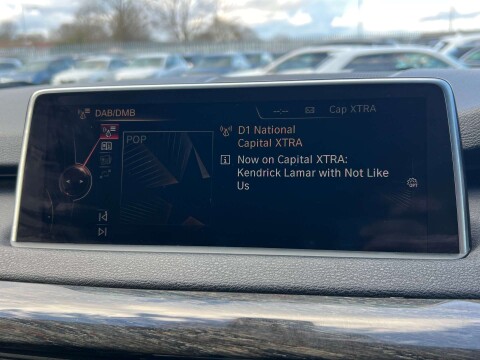 DAB/DMB
--:-- Cap XTRA
POP
D1 National
Capital XTRA
Now on Capital XTRA:
Kendrick Lamar with Not Like
Us
OFF